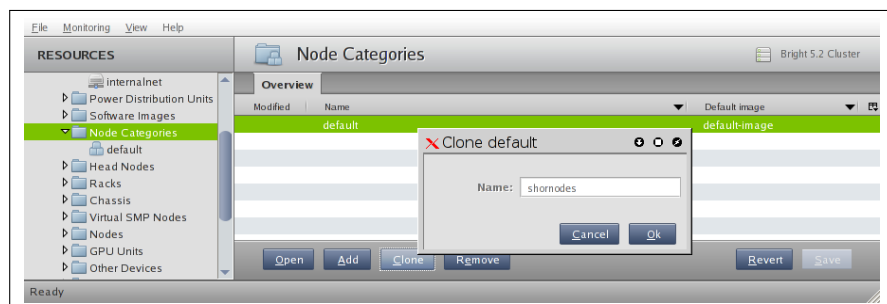 File Monitoring View Help
RESOURCES
Node Categories
Bright 5.2 Cluster
internalnet
Power Distribution Units
Software Images
Node Categories
default
Head Nodes
Racks
Chassis
Virtual SMP Nodes
Nodes
GPU Units
Other Devices
Overview
Modified Name Default image
default default-image
Clone default
Name: shornodes
Cancel Ok
Open Add Clone Remove Revert Save
Ready